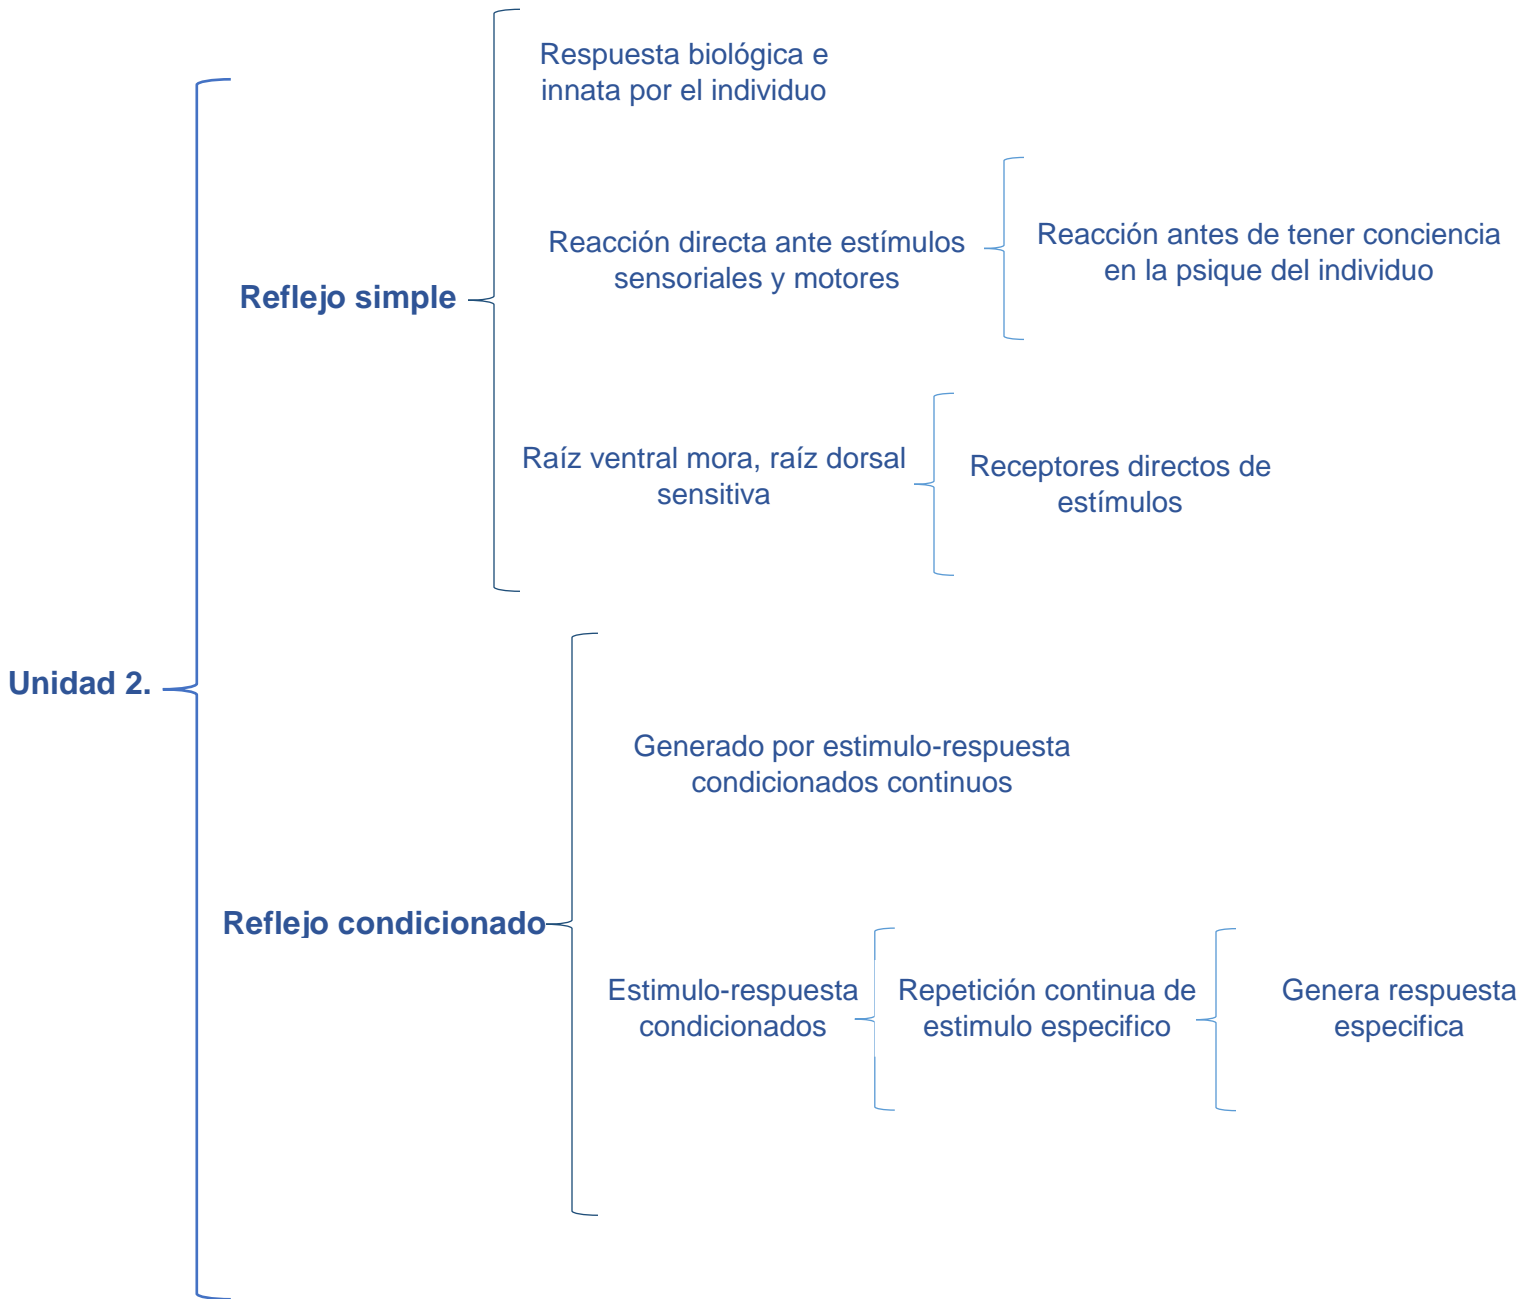 Unidad 2.
Reflejo simple
Respuesta biológica e
innata por el individuo
Reacción directa ante estímulos
sensoriales y motores
Reacción antes de tener conciencia
en la psique del individuo
Raíz ventral mora, raíz dorsal
sensitiva
Receptores directos de
estímulos
Reflejo condicionado
Generado por estimulo-respuesta
condicionados continuos
Estimulo-respuesta
condicionados
Repetición continua de
estimulo especifico
Genera respuesta
especifica